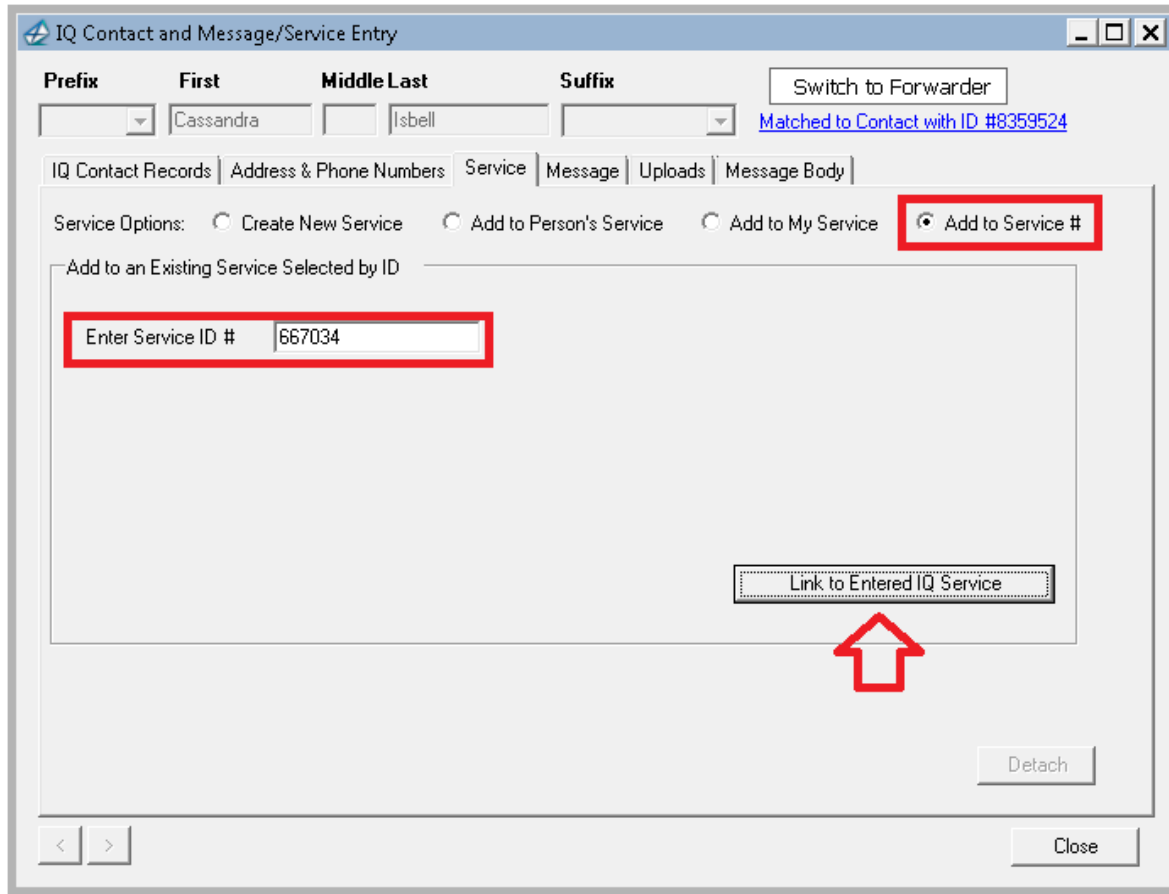 IQ Contact and Message/Service Entry
Prefix First Middle Last Suffix
Switch to Forwarder
Cassandra Isbell
Matched to Contact with ID #8359524
IQ Contact Records Address & Phone Numbers Service Message Uploads Message Body
Service Options: Create New Service Add to Person's Service Add to My Service Add to Service #
Add to an Existing Service Selected by ID
Enter Service ID # 667034
Link to Entered IQ Service
Detach
< > Close